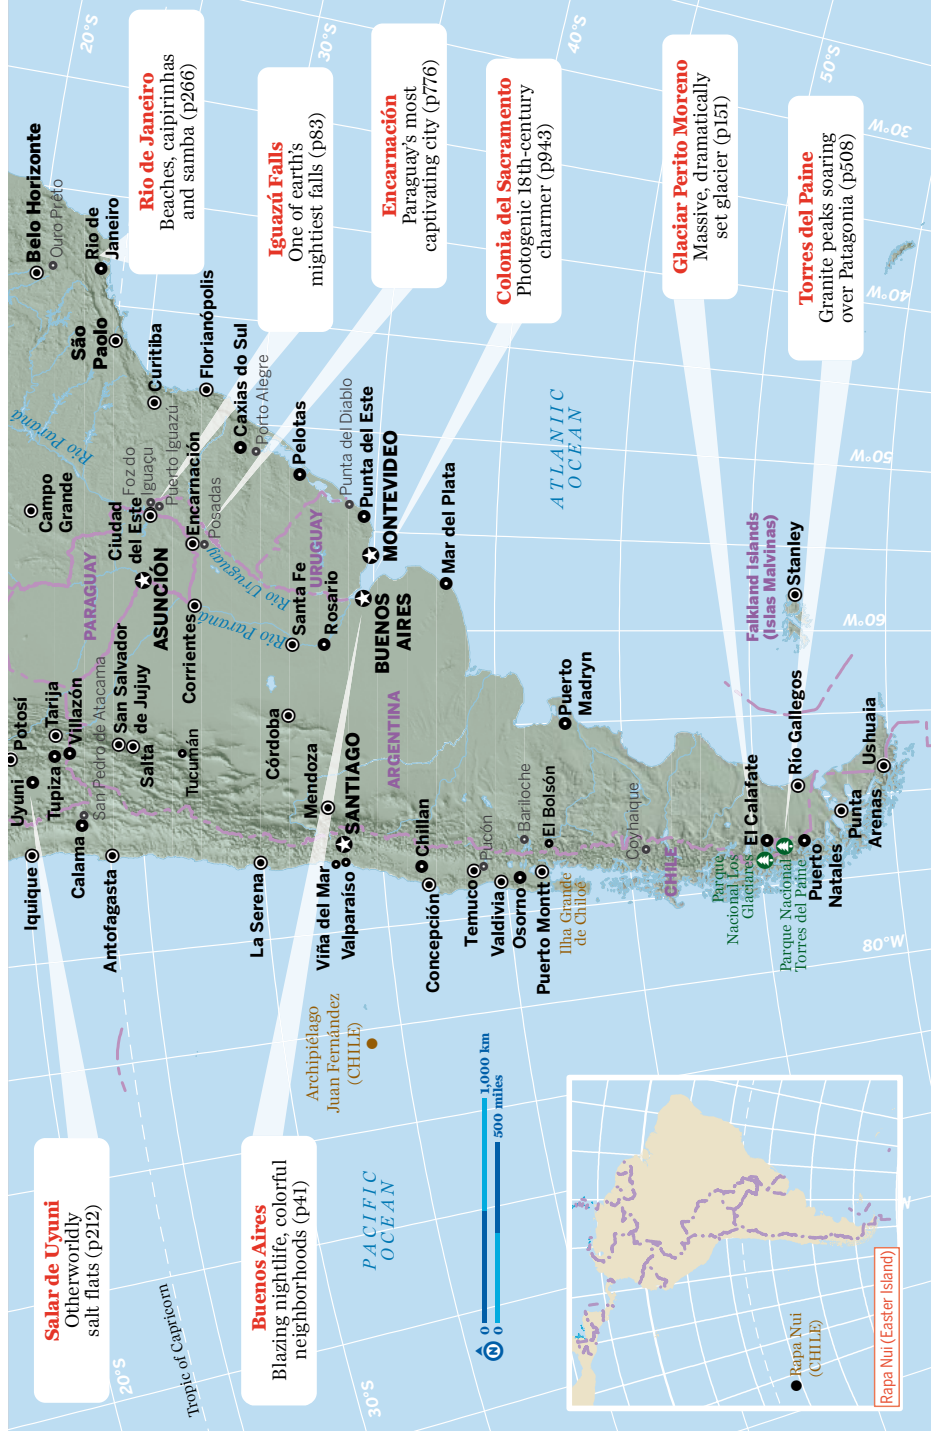 Salar de Uyuni
Otherworldly
salt flats (p212)
Buenos Aires
Blazing nightlife, colorful
neighborhoods (p41)
Rio de Janeiro
Beaches, caipirinhas
and samba (p266)
Iguazú Falls
One of earth's
mightiest falls (p83)
Encarnación
Paraguay's most
captivating city (p776)
Colonia del Sacramento
Photogenic 18th-century
charmer (p943)
Glaciar Perito Moreno
Massive, dramatically
set glacier (p151)
Torres del Paine
Granite peaks soaring
over Patagonia (p508)
20°S
30°S
40°S
50°S
20°S
30°S
80°W
60°W
50°W
40°W
30°W
Tropic of Capricorn
PACIFIC
OCEAN
ATLANIIC
OCEAN
Belo Horizonte
Ouro Prêto
Rio de
Janeiro
São
Paolo
Curitiba
Florianópolis
Caxias do Sul
Porto Alegre
Pelotas
Punta del Diablo
Punta del Este
MONTEVIDEO
Mar del Plata
Río Paraná
Campo
Grande
Foz do
Iguaçu
Puerto Iguazú
Ciudad
del Este
Encarnación
Posadas
PARAGUAY
ASUNCIÓN
Río Uruguay
URUGUAY
Río Paraná
Corrientes
Santa Fe
Rosario
BUENOS
AIRES
Potosí
Uyuni
Tarija
Tupiza
Villazón
San Pedro de Atacama
Calama
Iquique
Antofagasta
San Salvador
de Jujuy
Salta
Tucumán
Córdoba
Mendoza
SANTIAGO
ARGENTINA
La Serena
Viña del Mar
Valparaíso
Chillan
Concepción
Temuco
Pucón
Valdivia
Osorno
Bariloche
Puerto Montt
El Bolsón
Ilha Grande
de Chiloé
Puerto
Madryn
Coyhaique
CHILE
Parque
Nacional Los
Glaciares
El Calafate
Parque Nacional
Torres del Paine
Puerto
Natales
Río Gallegos
Punta
Arenas
Ushuaia
Falkland Islands
(Islas Malvinas)
Stanley
Archipiélago
Juan Fernández
(CHILE)
N
0
1,000 km
0
500 miles
Rapa Nui
(CHILE)
Rapa Nui (Easter Island)